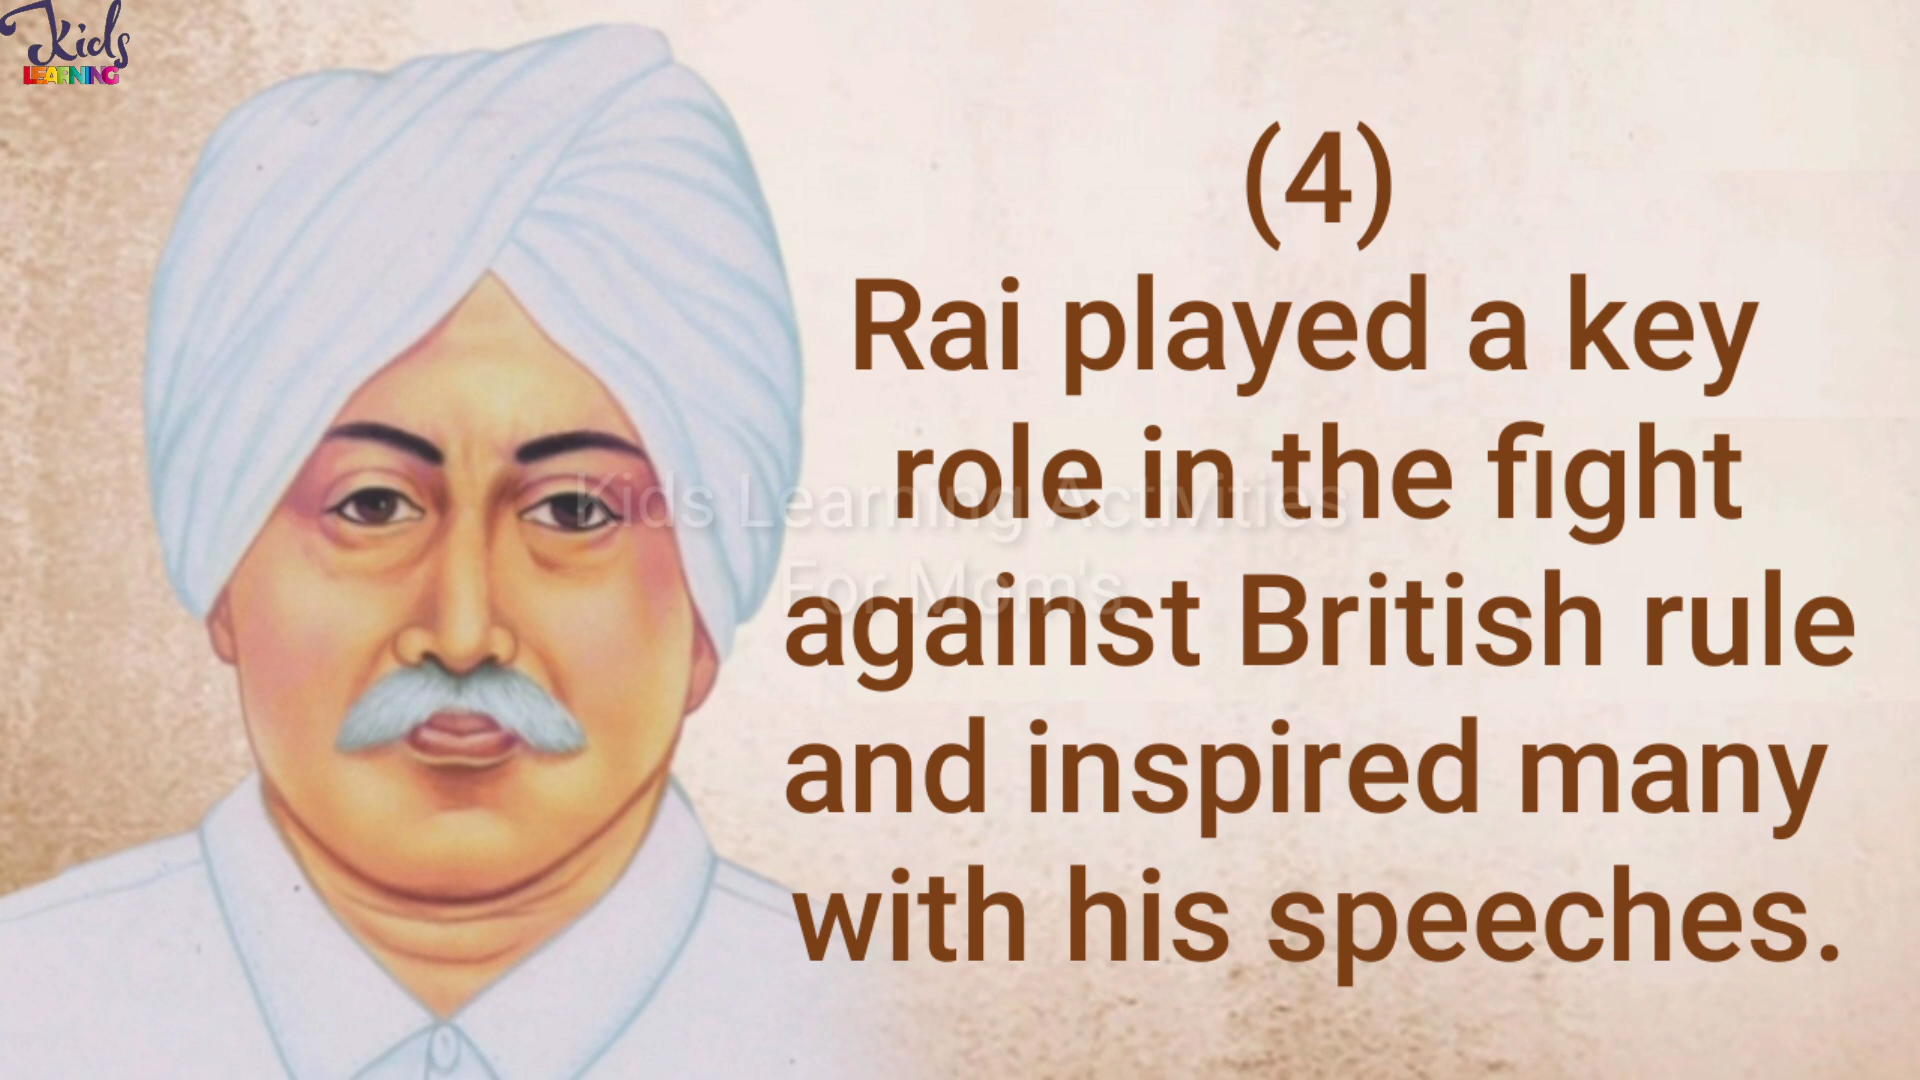 Kids
LEARNING
(4)
Rai played a key
role in the fight
against British rule
and inspired many
with his speeches.
Kids Learning Activities
For Mom's